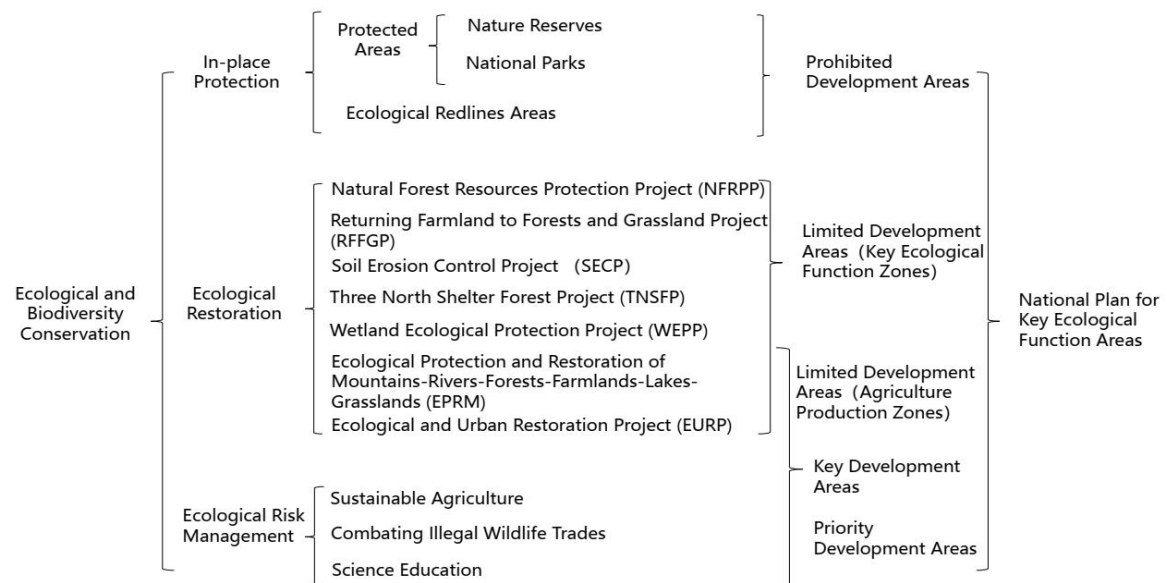 Ecological and
Biodiversity
Conservation
In-place
Protection
Protected
Areas
Nature Reserves
National Parks
Ecological Redlines Areas
Prohibited
Development Areas
Ecological
Restoration
Natural Forest Resources Protection Project (NFRPP)
Returning Farmland to Forests and Grassland Project
(RFFGP)
Soil Erosion Control Project （SECP)
Three North Shelter Forest Project (TNSFP)
Wetland Ecological Protection Project (WEPP)
Ecological Protection and Restoration of
Mountains-Rivers-Forests-Farmlands-Lakes-
Grasslands (EPRM)
Ecological and Urban Restoration Project (EURP)
Limited Development
Areas（Key Ecological
Function Zones）
Limited Development
Areas（Agriculture
Production Zones）
Ecological Risk
Management
Sustainable Agriculture
Combating Illegal Wildlife Trades
Science Education
Key Development
Areas
Priority
Development Areas
National Plan for
Key Ecological
Function Areas